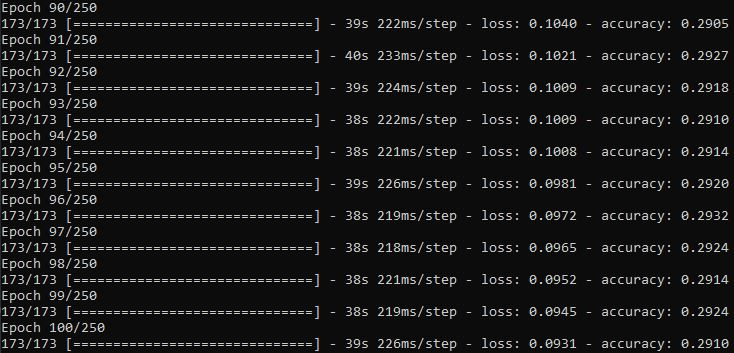 Epoch 90/250
173/173 [==============================] - 39s 222ms/step - loss: 0.1040 - accuracy: 0.2905
Epoch 91/250
173/173 [==============================] - 40s 233ms/step - loss: 0.1021 - accuracy: 0.2927
Epoch 92/250
173/173 [==============================] - 39s 224ms/step - loss: 0.1009 - accuracy: 0.2918
Epoch 93/250
173/173 [==============================] - 38s 222ms/step - loss: 0.1009 - accuracy: 0.2910
Epoch 94/250
173/173 [==============================] - 38s 221ms/step - loss: 0.1008 - accuracy: 0.2914
Epoch 95/250
173/173 [==============================] - 39s 226ms/step - loss: 0.0981 - accuracy: 0.2920
Epoch 96/250
173/173 [==============================] - 38s 219ms/step - loss: 0.0972 - accuracy: 0.2932
Epoch 97/250
173/173 [==============================] - 38s 218ms/step - loss: 0.0965 - accuracy: 0.2924
Epoch 98/250
173/173 [==============================] - 38s 221ms/step - loss: 0.0952 - accuracy: 0.2914
Epoch 99/250
173/173 [==============================] - 38s 219ms/step - loss: 0.0945 - accuracy: 0.2924
Epoch 100/250
173/173 [==============================] - 39s 226ms/step - loss: 0.0931 - accuracy: 0.2910